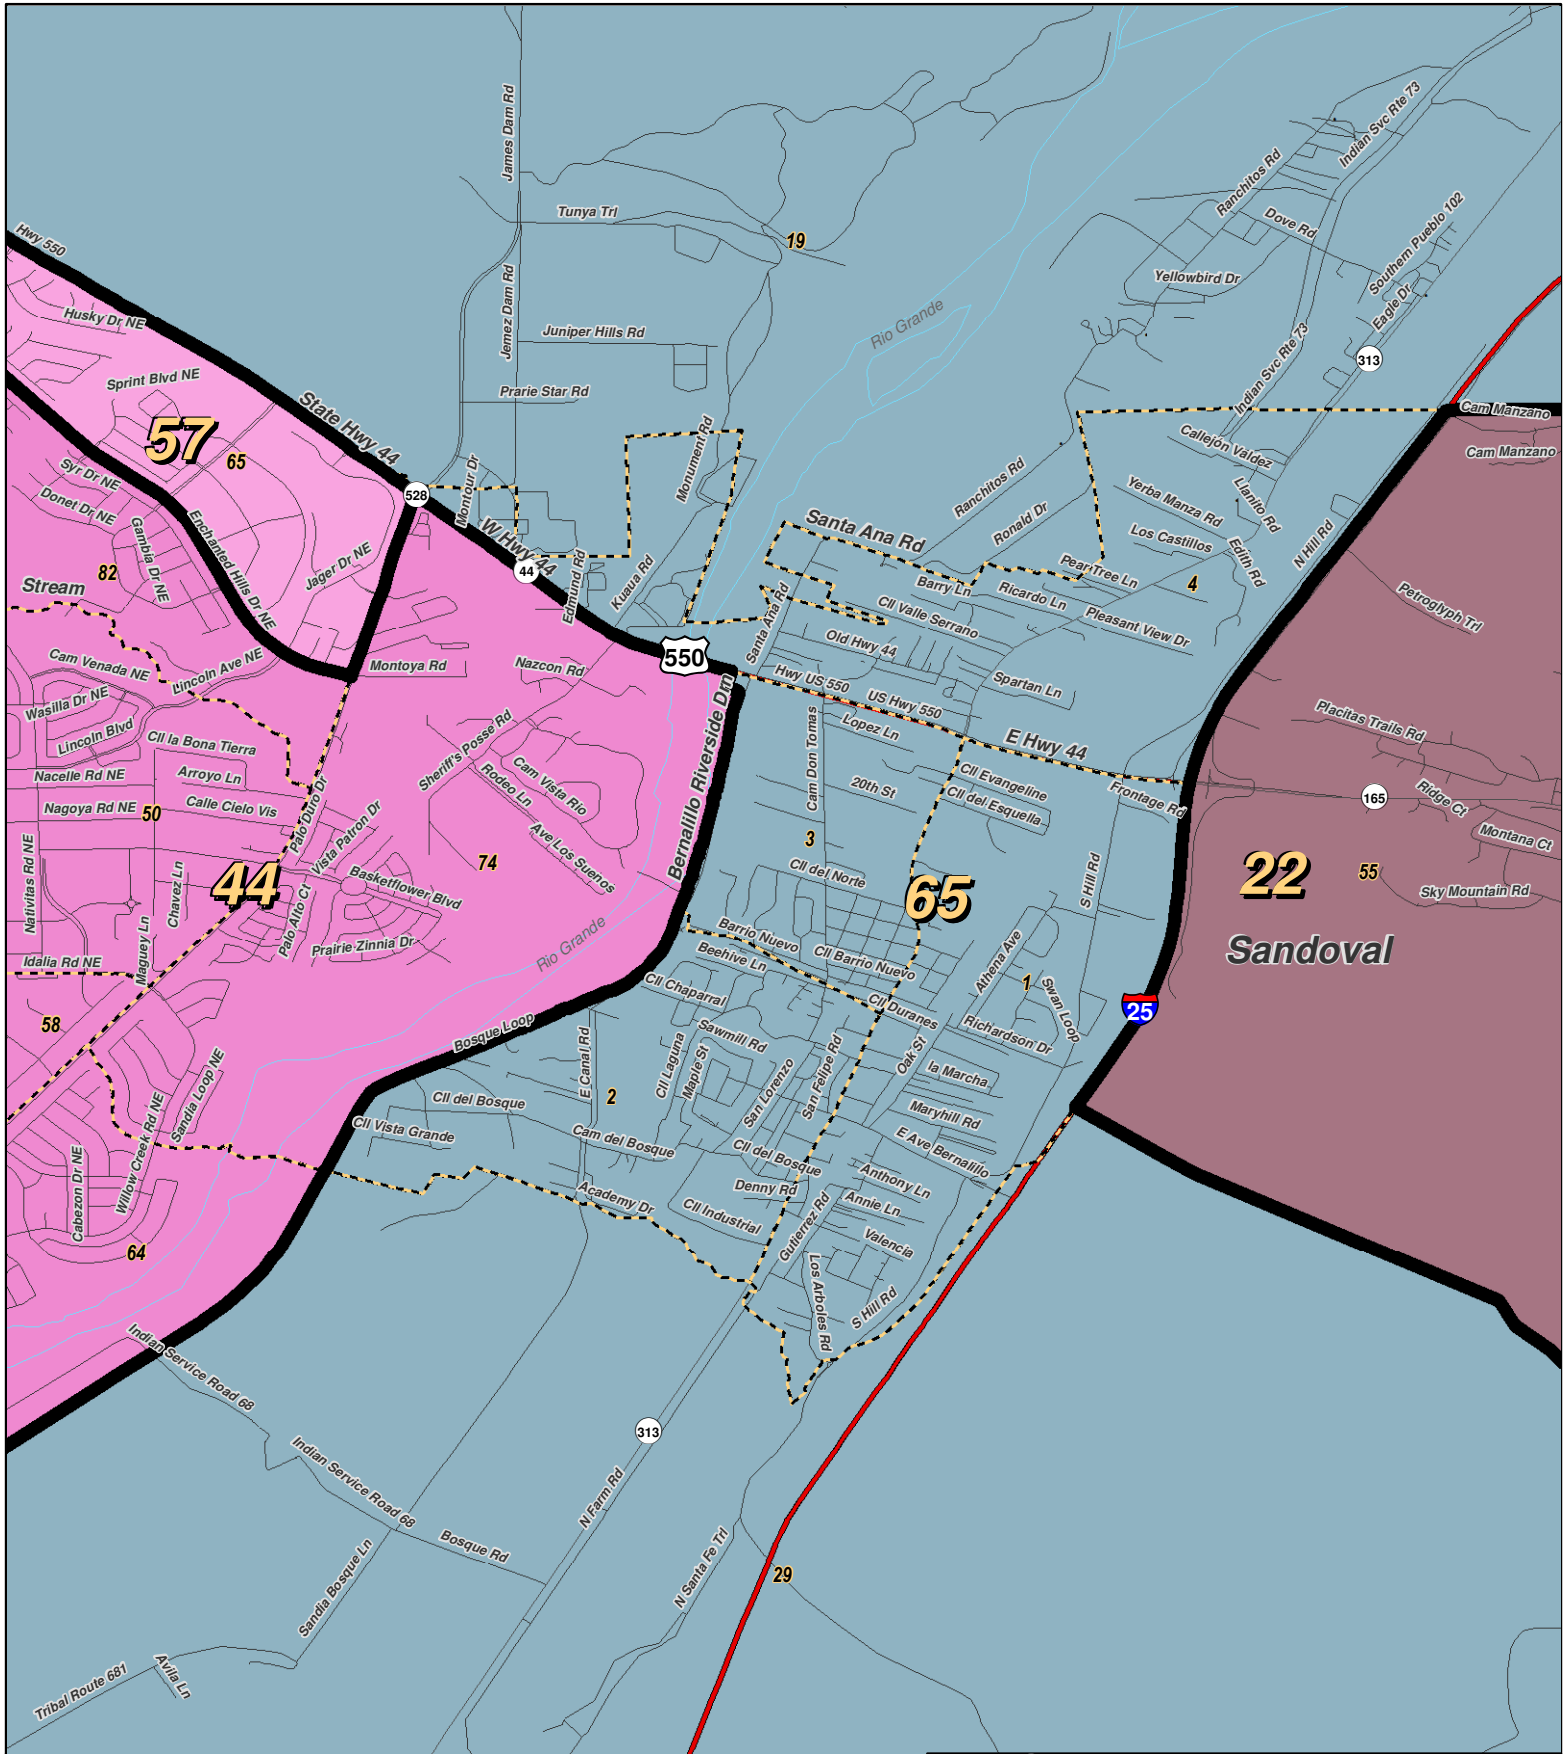 James Dam Rd
Indian Svc Rte 73
Ranchitos Rd
Tunya Trl
19
Dove Rd
Southern Pueblo 102
Hwy 550
Yellowbird Dr
Eagle Dr
Jemez Dam Rd
Husky Dr NE
Juniper Hills Rd
Rio Grande
313
Indian Svc Rte 73
Sprint Blvd NE
Prarie Star Rd
State Hwy 44
Cam Manzano
57
65
Monument Rd
Callejón Valdez
Cam Manzano
Syr Dr NE
Montour Dr
528
Ranchitos Rd
Yerba Manza Rd
Llanito Rd
Donet Dr NE
Gambia Dr NE
Enchanted Hills Dr NE
W Hwy 44
Santa Ana Rd
Ronald Dr
Los Castillos
Edith Rd
N Hill Rd
Jager Dr NE
44
82
Stream
Edmund Rd
Kuaua Rd
Pear Tree Ln
Barry Ln
Ricardo Ln
4
Petroglyph Trl
Cll Valle Serrano
Pleasant View Dr
Santa Ana Rd
Old Hwy 44
Cam Venada NE
Lincoln Ave NE
Montoya Rd
Nazcon Rd
550
Hwy US 550
US Hwy 550
Spartan Ln
Wasilla Dr NE
Lincoln Blvd
Bernalillo Riverside Drn
Lopez Ln
E Hwy 44
Placitas Trails Rd
Cll la Bona Tierra
Sheriff's Posse Rd
Cam Don Tomas
Nacelle Rd NE
Arroyo Ln
Rodeo Ln
Cam Vista Rio
20th St
Cll Evangeline
Cll del Esquella
Frontage Rd
165
Ridge Ct
Nagoya Rd NE
50
Calle Cielo Vis
Palo Duro Dr
Vista Patron Dr
Ave Los Suenos
3
Montana Ct
Nativitas Rd NE
Chavez Ln
44
74
Basketflower Blvd
Cll del Norte
65
S Hill Rd
22
55
Sky Mountain Rd
Palo Alto Ct
Prairie Zinnia Dr
Rio Grande
Barrio Nuevo
Cll Barrio Nuevo
Athena Ave
Sandoval
Idalia Rd NE
Maguey Ln
Beehive Ln
Cll Chaparral
1
Swan Loop
25
58
Bosque Loop
Cll Duranes
Richardson Dr
Sawmill Rd
E Canal Rd
Cll Laguna
Maple St
San Lorenzo
San Felipe Rd
Oak St
la Marcha
Sandia Loop NE
2
Cll del Bosque
Maryhill Rd
Willow Creek Rd NE
Cll Vista Grande
Cam del Bosque
Cll del Bosque
E Ave Bernalillo
Cabezon Dr NE
Academy Dr
Denny Rd
Anthony Ln
Annie Ln
64
Cll Industrial
Gutierrez Rd
Valencia
Los Arboles Rd
S Hill Rd
Indian Service Road 68
313
Indian Service Road 68
N Farm Rd
Bosque Rd
Sandia Bosque Ln
N Santa Fe Trl
29
Tribal Route 681
Avila Ln